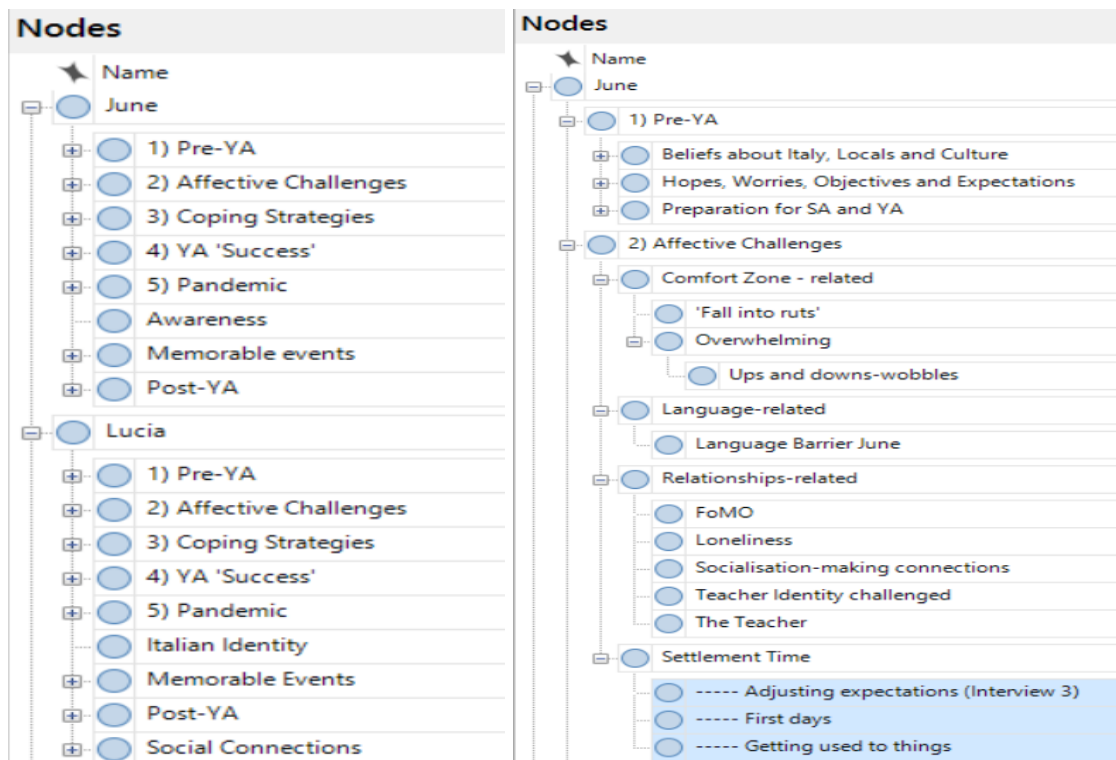 Nodes
Name
June
1) Pre-YA
2) Affective Challenges
3) Coping Strategies
4) YA 'Success'
5) Pandemic
Awareness
Memorable events
Post-YA
Lucia
1) Pre-YA
2) Affective Challenges
3) Coping Strategies
4) YA 'Success'
5) Pandemic
Italian Identity
Memorable Events
Post-YA
Social Connections
Nodes
Name
June
1) Pre-YA
Beliefs about Italy, Locals and Culture
Hopes, Worries, Objectives and Expectations
Preparation for SA and YA
2) Affective Challenges
Comfort Zone - related
'Fall into ruts'
Overwhelming
Ups and downs-wobbles
Language-related
Language Barrier June
Relationships-related
FoMO
Loneliness
Socialisation-making connections
Teacher Identity challenged
The Teacher
Settlement Time
----- Adjusting expectations (Interview 3)
----- First days
----- Getting used to things